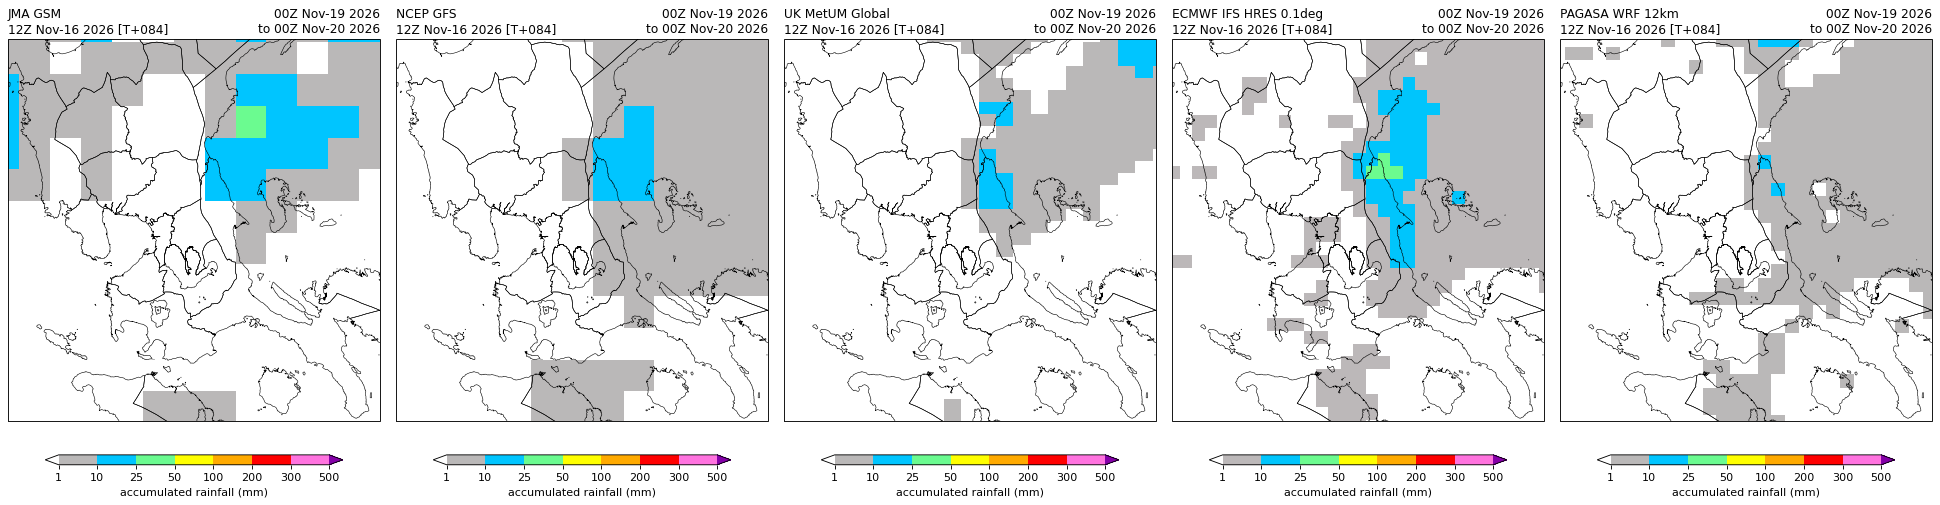 JMA GSM 00Z Nov-19 2026
12Z Nov-16 2026 [T+084] to 00Z Nov-20 2026
1 10 25 50 100 200 300 500
accumulated rainfall (mm)
NCEP GFS 00Z Nov-19 2026
12Z Nov-16 2026 [T+084] to 00Z Nov-20 2026
1 10 25 50 100 200 300 500
accumulated rainfall (mm)
UK MetUM Global 00Z Nov-19 2026
12Z Nov-16 2026 [T+084] to 00Z Nov-20 2026
1 10 25 50 100 200 300 500
accumulated rainfall (mm)
ECMWF IFS HRES 0.1deg 00Z Nov-19 2026
12Z Nov-16 2026 [T+084] to 00Z Nov-20 2026
1 10 25 50 100 200 300 500
accumulated rainfall (mm)
PAGASA WRF 12km 00Z Nov-19 2026
12Z Nov-16 2026 [T+084] to 00Z Nov-20 2026
1 10 25 50 100 200 300 500
accumulated rainfall (mm)